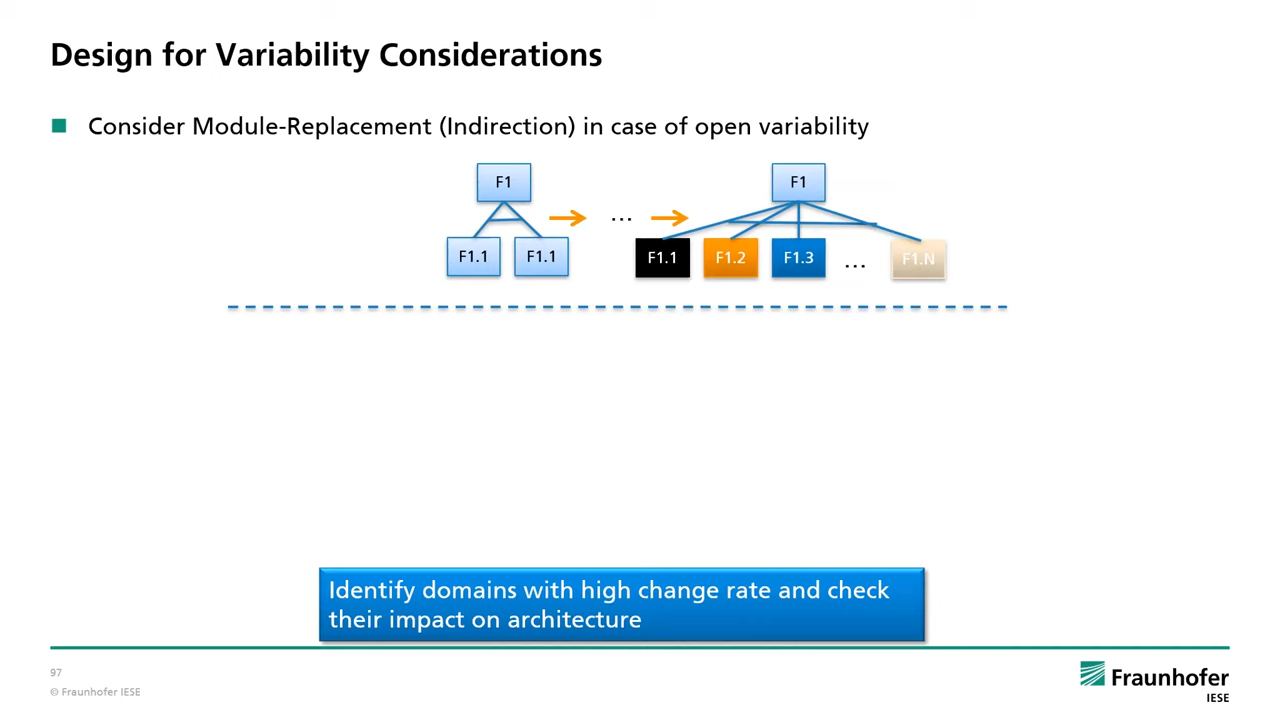 Design for Variability Considerations
Consider Module-Replacement (Indirection) in case of open variability
F1
F1
...
F1.1
F1.1
F1.1
F1.2
F1.3
...
F1.N
Identify domains with high change rate and check
their impact on architecture
97
© Fraunhofer IESE
Fraunhofer
IESE